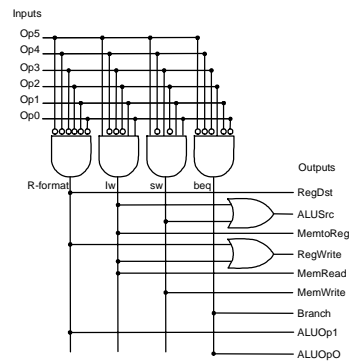 Inputs
Op5
Op4
Op3
Op2
Op1
Op0
Outputs
R-format lw sw beq
RegDst
ALUSrc
MemtoReg
RegWrite
MemRead
MemWrite
Branch
ALUOp1
ALUOpO